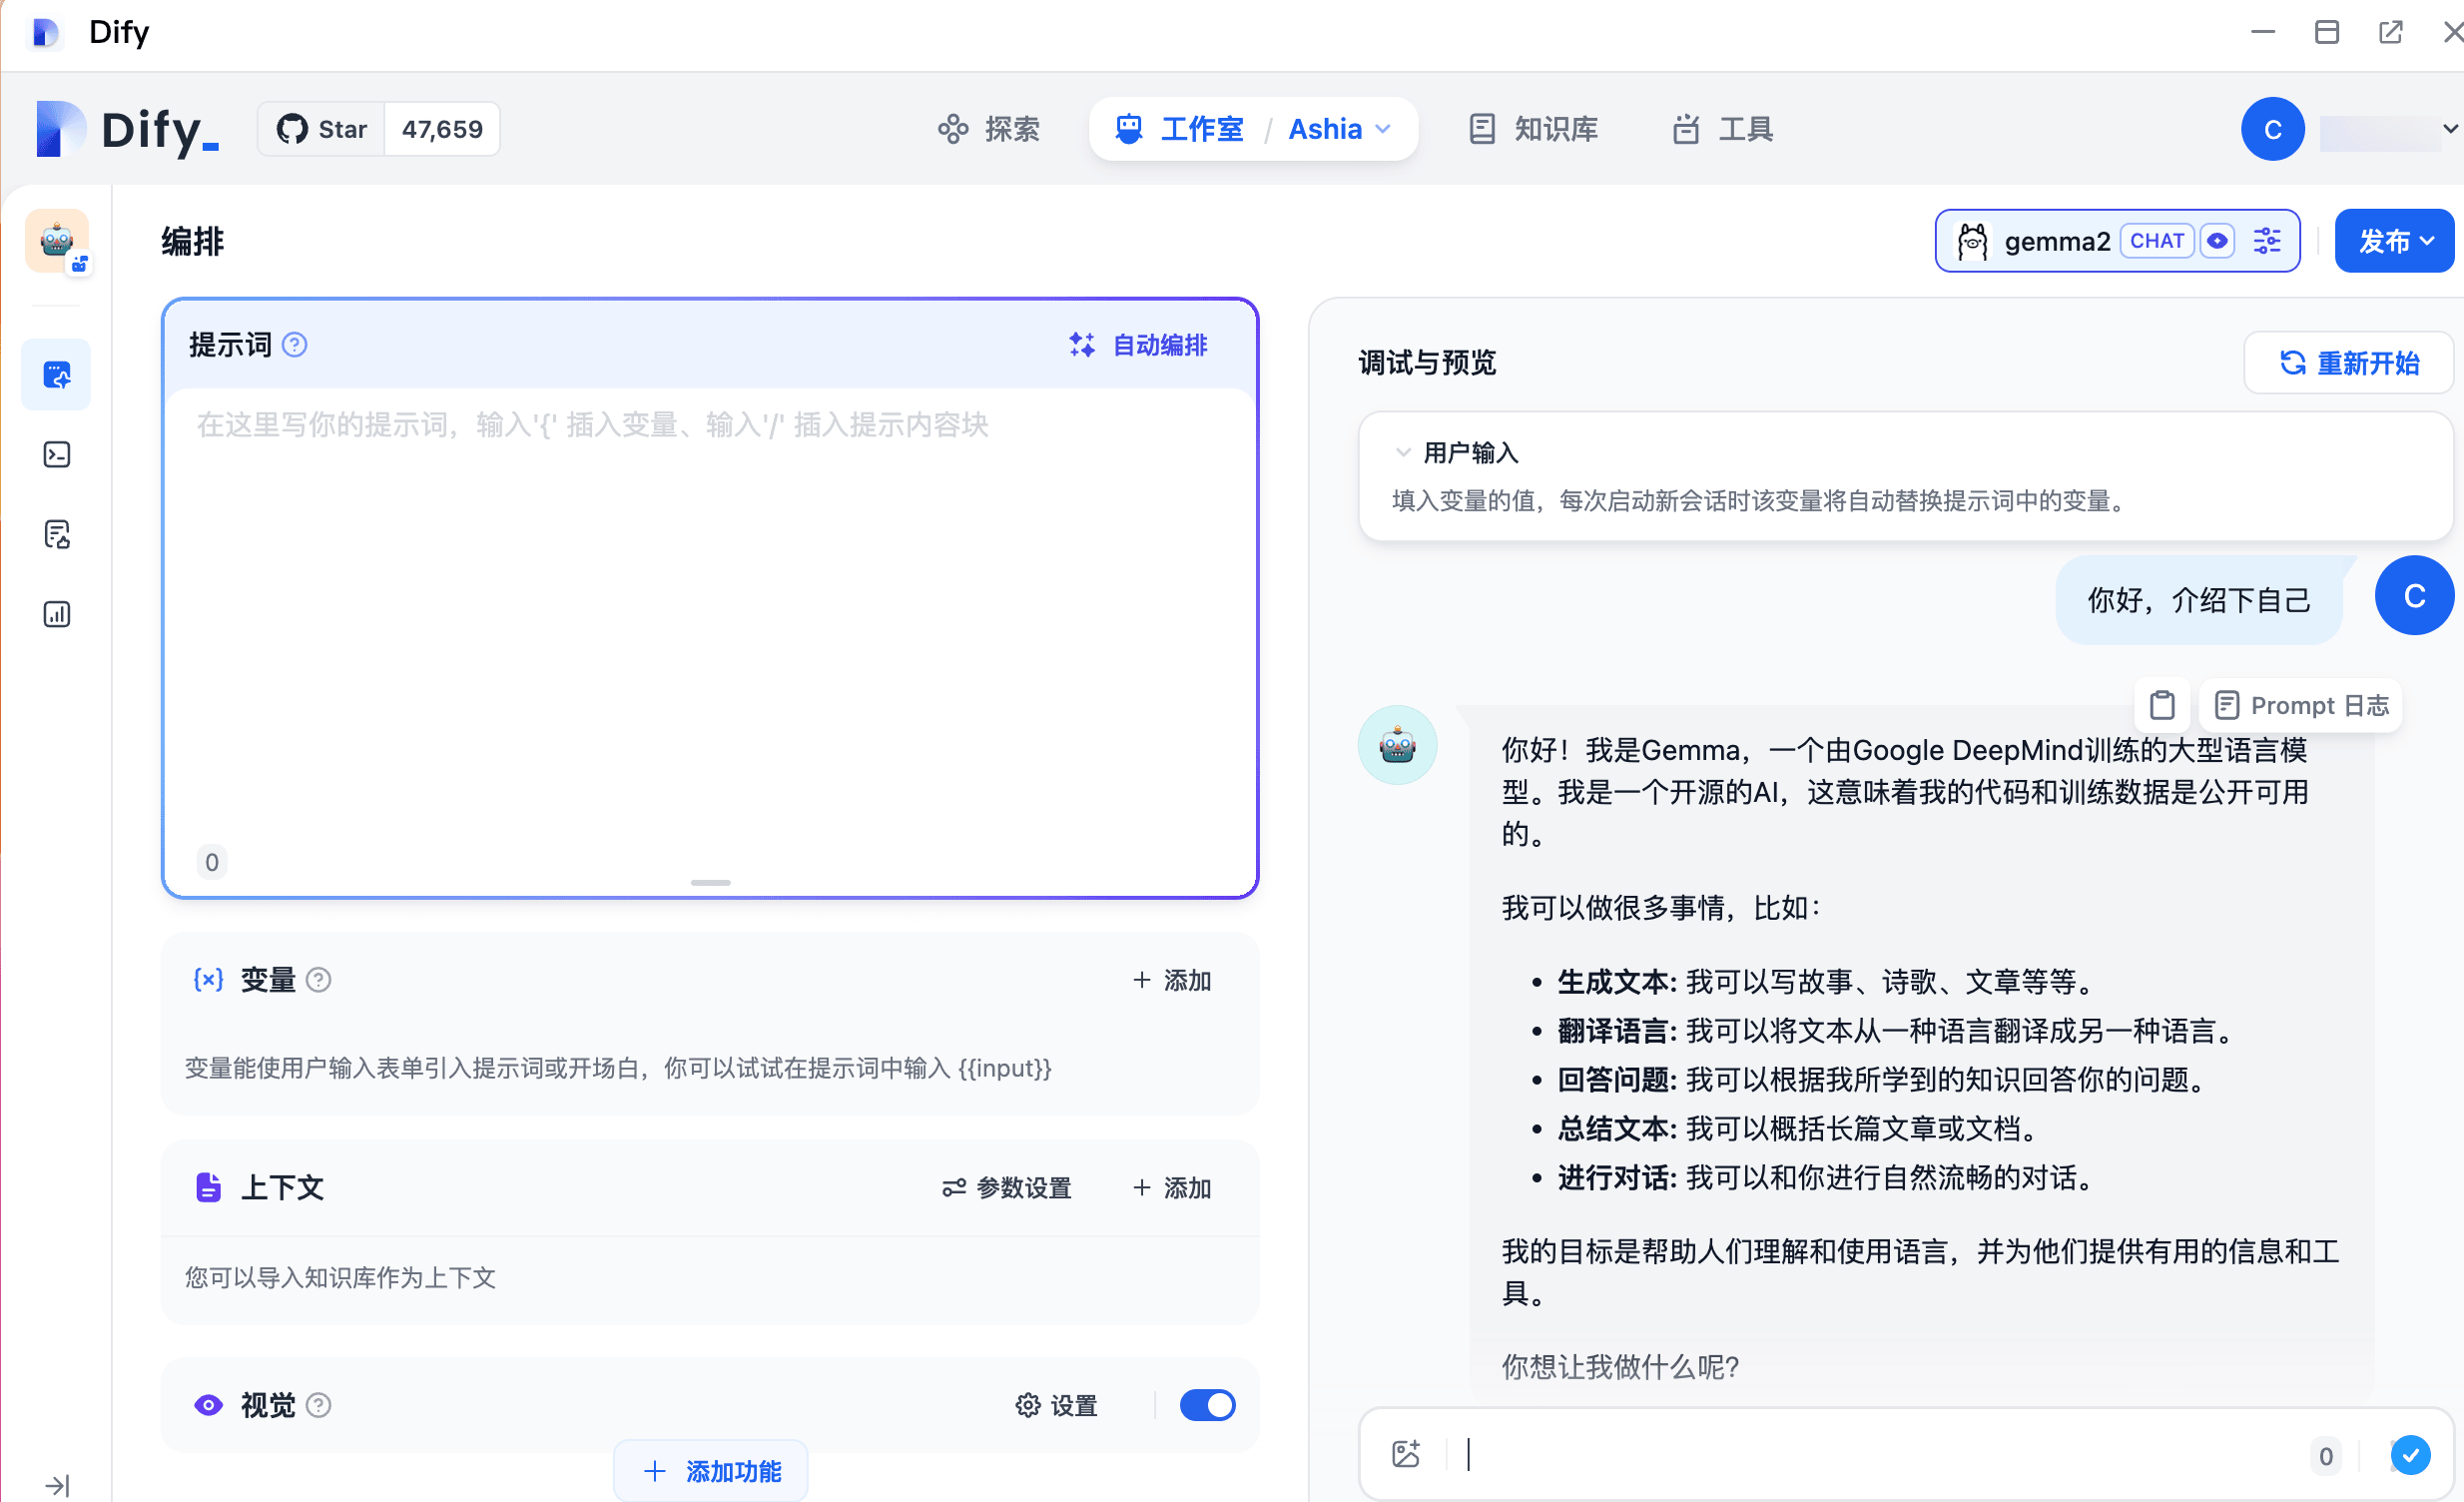 Dify
Dify_
Star 47,659
探索
工作室 / Ashia
知识库
工具
C
编排
gemma2 CHAT
发布
提示词
自动编排
在这里写你的提示词，输入'{' 插入变量、输入'/' 插入提示内容块
0
变量
+ 添加
变量能使用户输入表单引入提示词或开场白，你可以试试在提示词中输入 {{input}}
上下文
参数设置
+ 添加
您可以导入知识库作为上下文
视觉
设置
+ 添加功能
调试与预览
重新开始
用户输入
填入变量的值，每次启动新会话时该变量将自动替换提示词中的变量。
你好，介绍下自己
C
Prompt 日志
你好！我是Gemma，一个由Google DeepMind训练的大型语言模
型。我是一个开源的AI，这意味着我的代码和训练数据是公开可用
的。
我可以做很多事情，比如：
• 生成文本: 我可以写故事、诗歌、文章等等。
• 翻译语言: 我可以将文本从一种语言翻译成另一种语言。
• 回答问题: 我可以根据我所学到的知识回答你的问题。
• 总结文本: 我可以概括长篇文章或文档。
• 进行对话: 我可以和你进行自然流畅的对话。
我的目标是帮助人们理解和使用语言，并为他们提供有用的信息和工
具。
你想让我做什么呢?
0